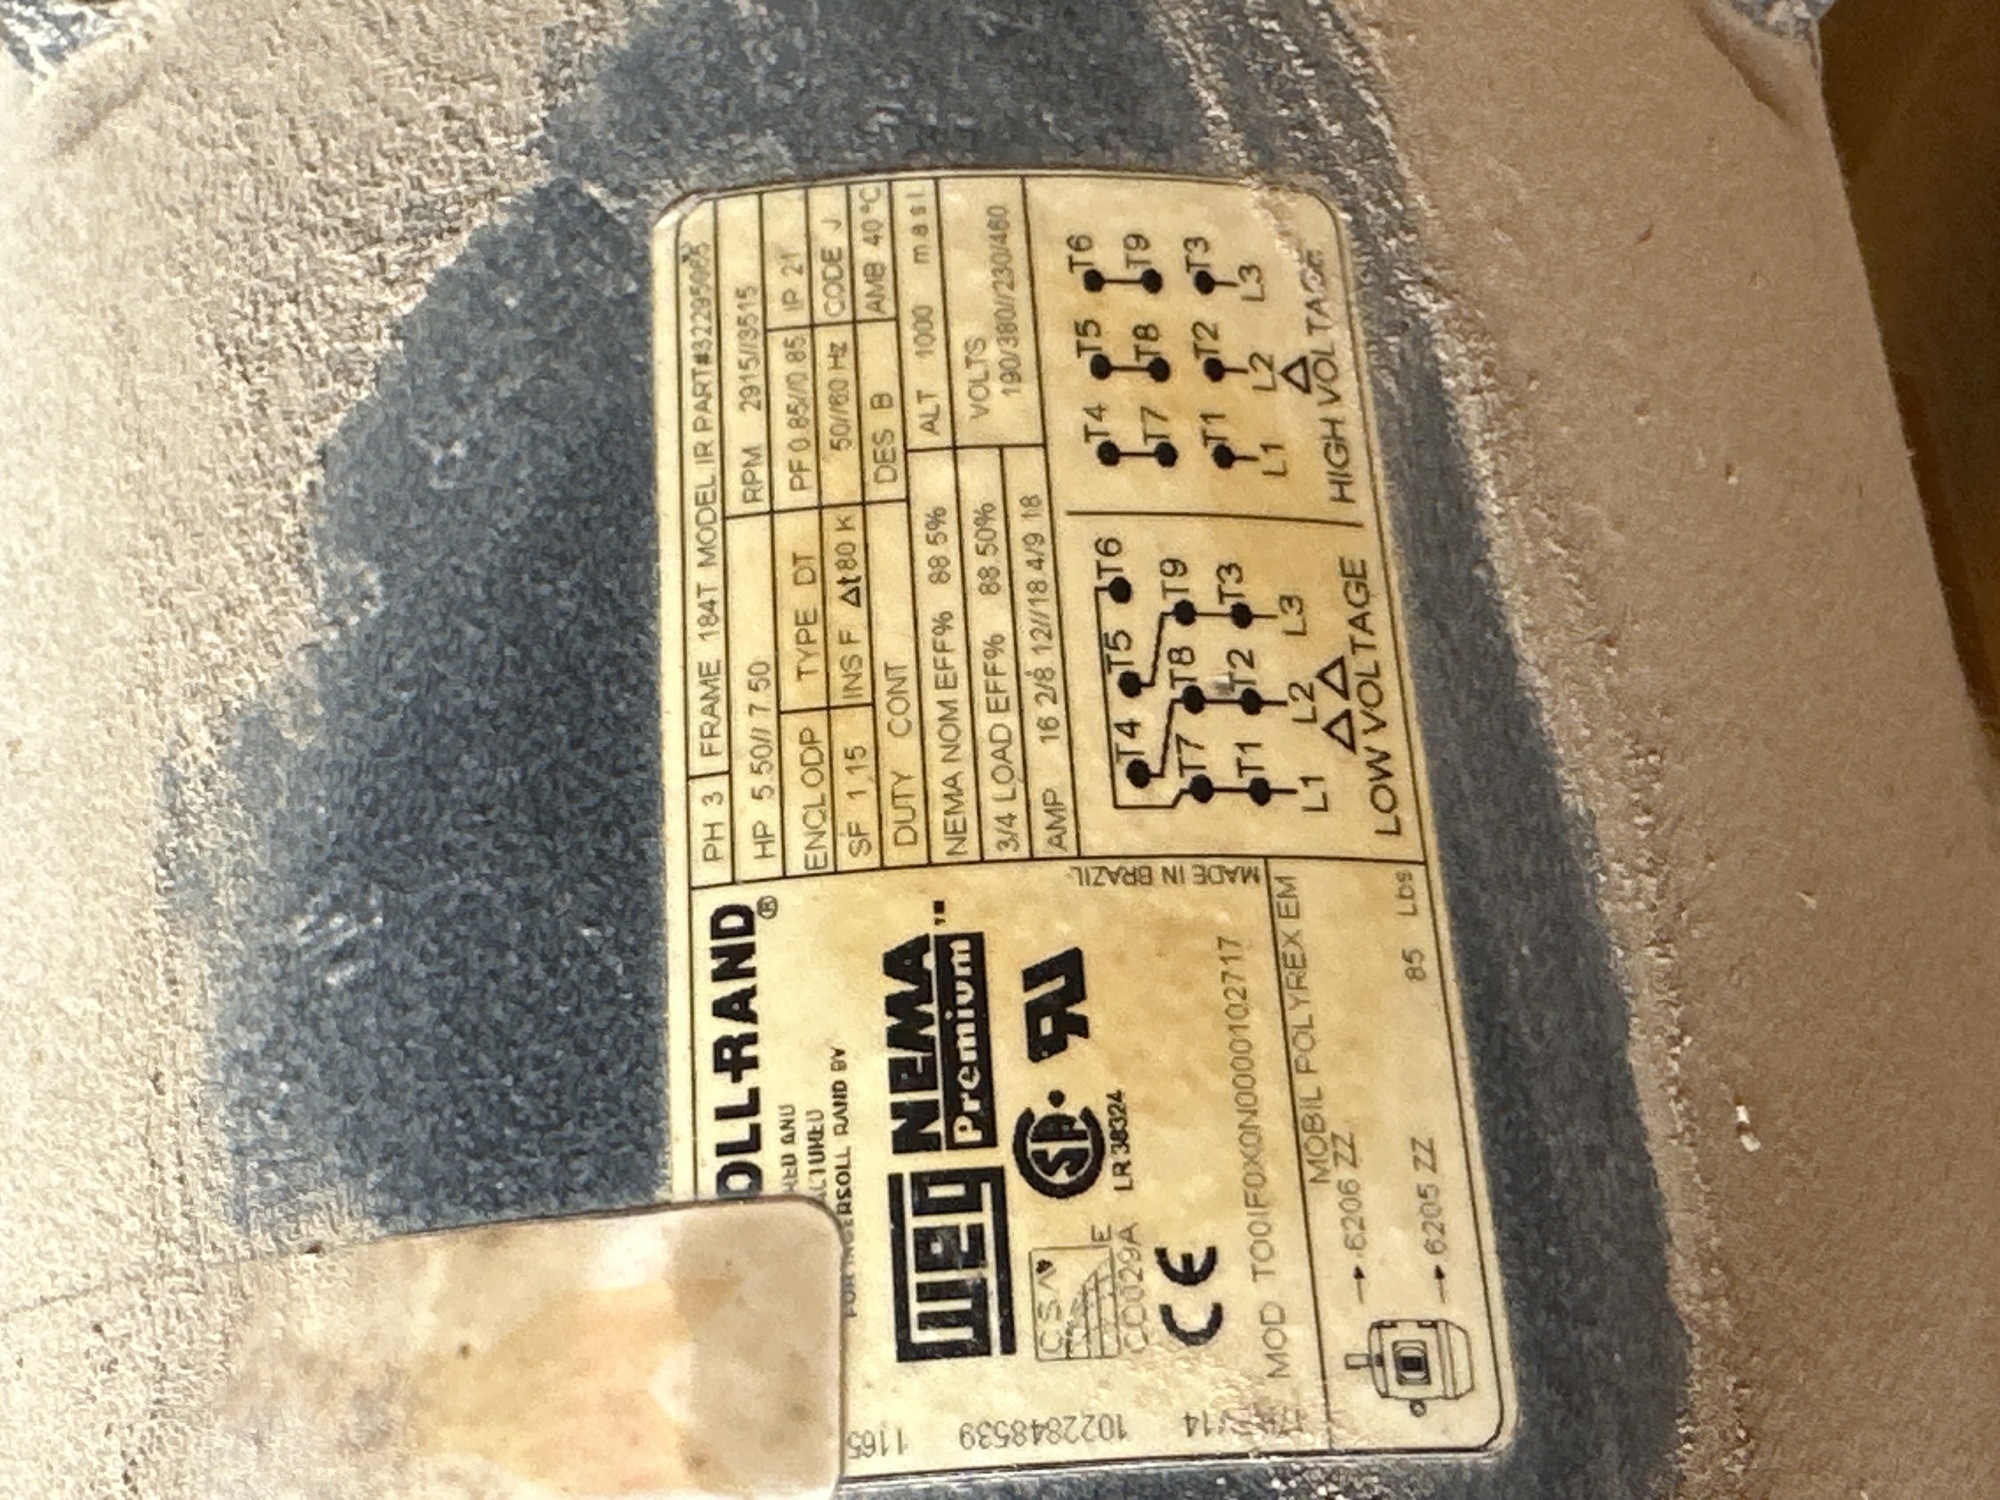 OLL-RAND®
FOR INGERSOLL RAND BY
WEG NEMA Premium™
CSA E
CC029A
LR 38324
CE
MADE IN BRAZIL
MOD TO0IF0X0N0000102717
MOBIL POLYREX EM
→ 6206 ZZ
→ 6205 ZZ
85 Lbs
1165
1022848539
PH 3 FRAME 184T MODEL IR PART#
HP 5.50// 7.50 RPM 2915//3515
ENCL ODP TYPE DT PF 0.85//0.85 IP 21
SF 1.15 INS F Δt 80 K 50//60 Hz CODE J
DUTY CONT DES B AMB 40°C
NEMA NOM EFF% 88.5% ALT 1000 m a s l
3/4 LOAD EFF% 88.50% VOLTS
AMP 16.2/8.12//18.4/9.18 190/380//230/460
T4 T5 T6 T4 T5 T6
T7 T8 T9 T7 T8 T9
T1 T2 T3 T1 T2 T3
L1 L2 L3 L1 L2 L3
ΔΔ Δ
LOW VOLTAGE HIGH VOLTAGE